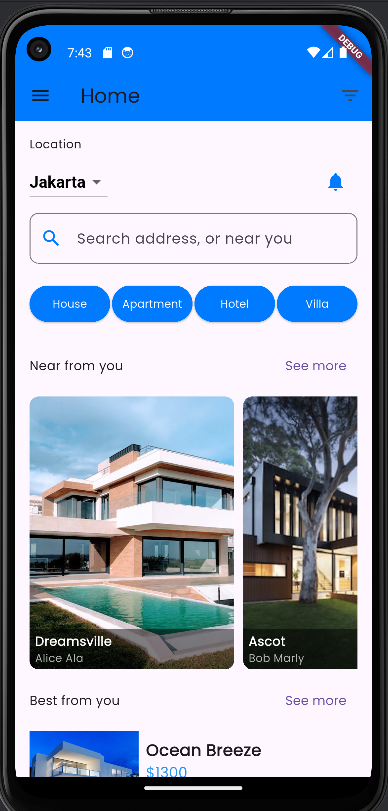 7:43
DEBUG
Home
Location
Jakarta
Search address, or near you
House Apartment Hotel Villa
Near from you See more
Dreamsville Ascot
Alice Ala Bob Marly
Best from you See more
Ocean Breeze
$1300